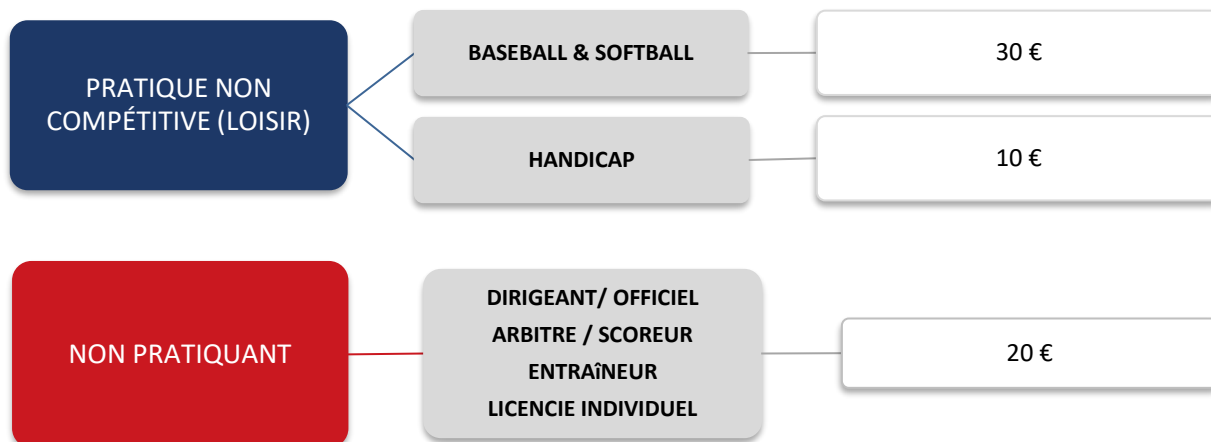 PRATIQUE NON
COMPÉTITIVE (LOISIR)
BASEBALL & SOFTBALL
30 €
HANDICAP
10 €
NON PRATIQUANT
DIRIGEANT/ OFFICIEL
ARBITRE / SCOREUR
ENTRAîNEUR
LICENCIE INDIVIDUEL
20 €